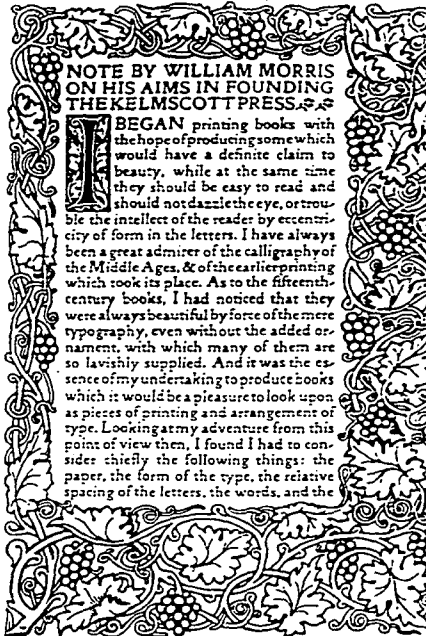 NOTE BY WILLIAM MORRIS
ON HIS AIMS IN FOUNDING
THE KELMSCOTT PRESS
I BEGAN printing books with
the hope of producing some which
would have a definite claim to
beauty, while at the same time
they should be easy to read and
should not dazzle the eye, or trou-
ble the intellect of the reader by eccentri-
city of form in the letters. I have always
been a great admirer of the calligraphy of
the Middle Ages, & of the earlier printing
which took its place. As to the fifteenth-
century books, I had noticed that they
were always beautiful by force of the mere
typography, even without the added or-
nament, with which many of them are
so lavishly supplied. And it was the es-
sence of my undertaking to produce books
which it would be a pleasure to look upon
as pieces of printing and arrangement of
type. Looking at my adventure from this
point of view then, I found I had to con-
sider chiefly the following things: the
paper, the form of the type, the relative
spacing of the letters, the words, and the